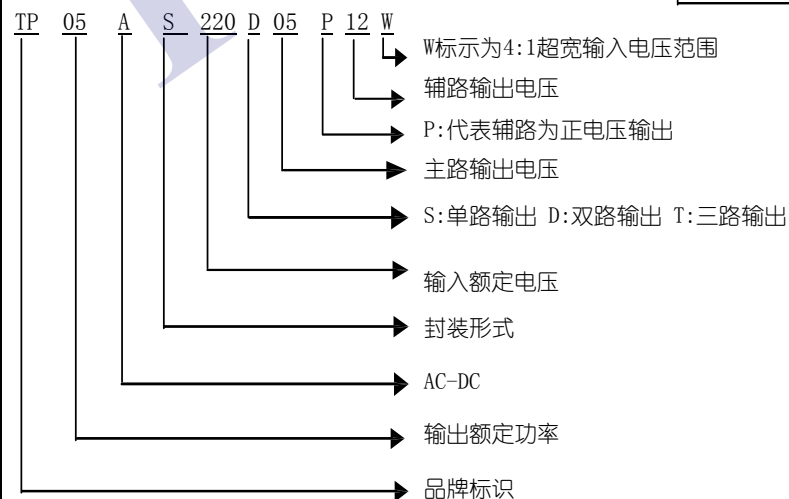 TP 05 A S 220 D 05 P 12 W
W标示为4:1超宽输入电压范围
辅路输出电压
P:代表辅路为正电压输出
主路输出电压
S:单路输出 D:双路输出 T:三路输出
输入额定电压
封装形式
AC-DC
输出额定功率
品牌标识